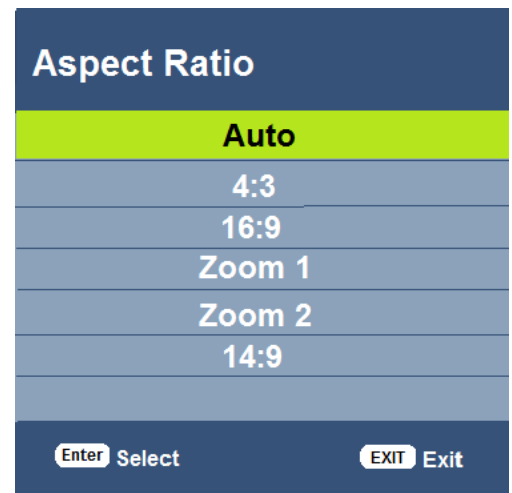 Aspect Ratio
Auto
4:3
16:9
Zoom 1
Zoom 2
14:9
Enter Select EXIT Exit